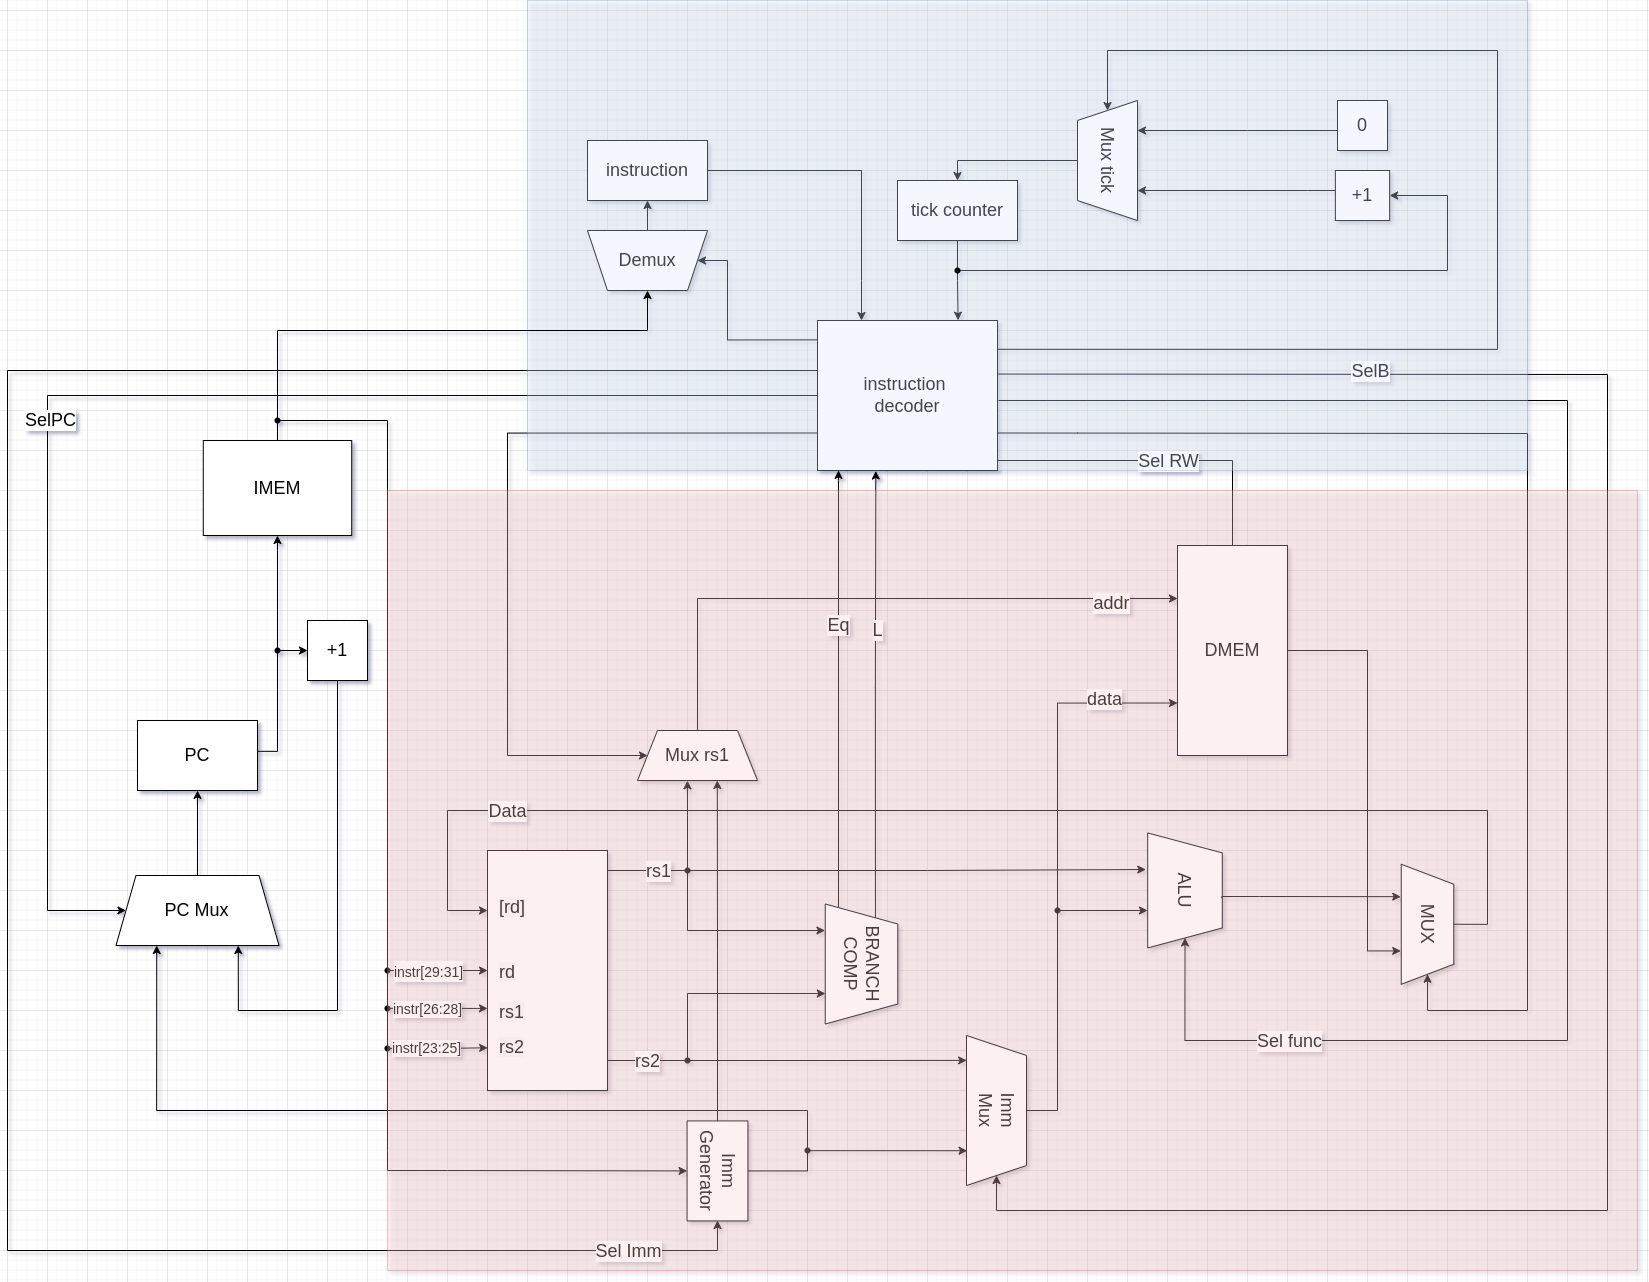 0
Mux tick
instruction
+1
tick counter
Demux
instruction
decoder
SelB
SelPC
Sel RW
IMEM
addr
Eq
L
+1
DMEM
data
PC
Mux rs1
Data
rs1
ALU
[rd]
PC Mux
MUX
BRANCH
COMP
instr[29:31]
rd
instr[26:28]
rs1
instr[23:25]
rs2
Sel func
rs2
Imm
Mux
Imm
Generator
Sel Imm